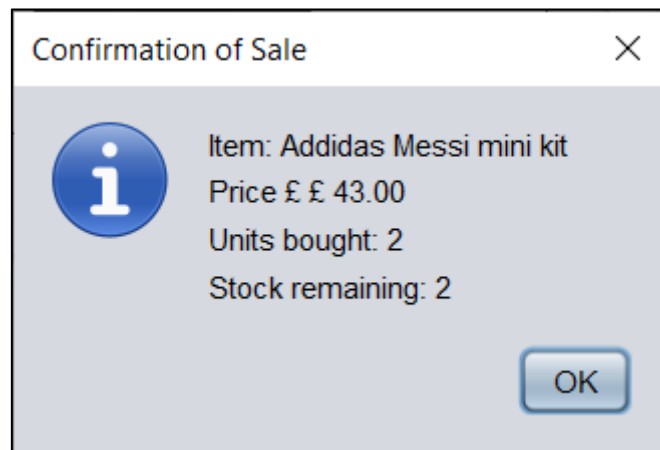 Confirmation of Sale
Item: Addidas Messi mini kit
Price £ £ 43.00
Units bought: 2
Stock remaining: 2
OK